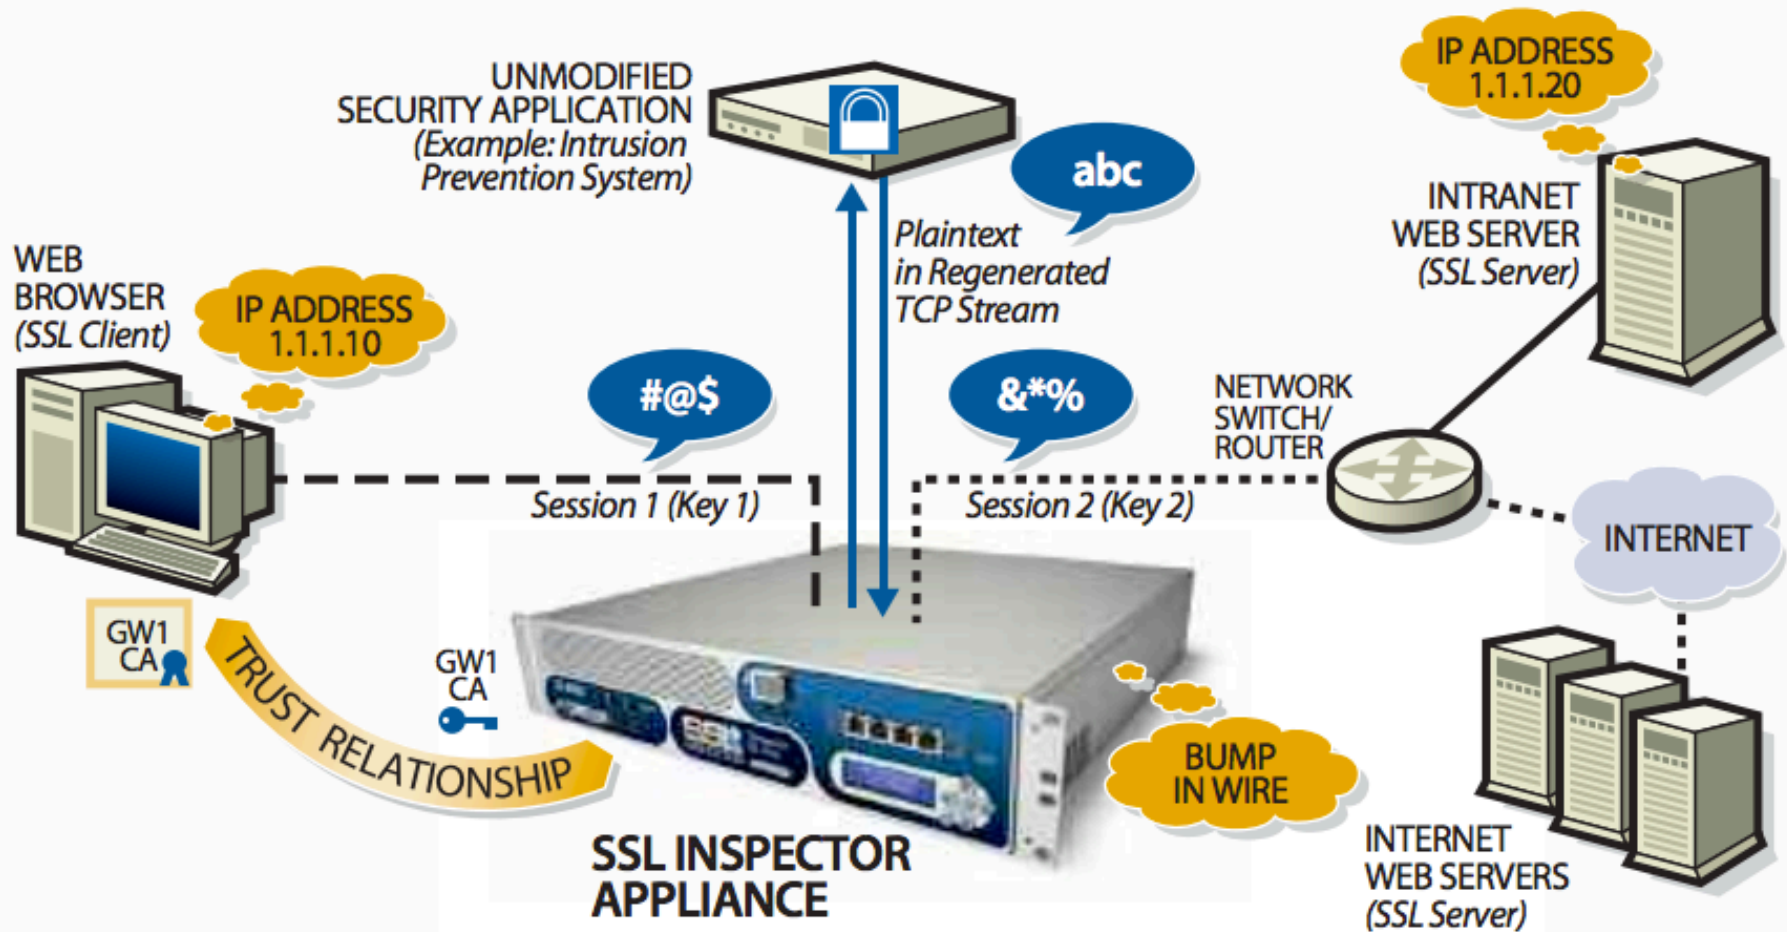 UNMODIFIED
SECURITY APPLICATION
(Example: Intrusion
Prevention System)
abc
IP ADDRESS
1.1.1.20
INTRANET
WEB SERVER
(SSL Server)
WEB
BROWSER
(SSL Client)
IP ADDRESS
1.1.1.10
Plaintext
in Regenerated
TCP Stream
#@$
&*%
NETWORK
SWITCH/
ROUTER
Session 1 (Key 1)
Session 2 (Key 2)
INTERNET
GW1
CA
TRUST RELATIONSHIP
GW1
CA
BUMP
IN WIRE
SSL INSPECTOR
APPLIANCE
INTERNET
WEB SERVERS
(SSL Server)